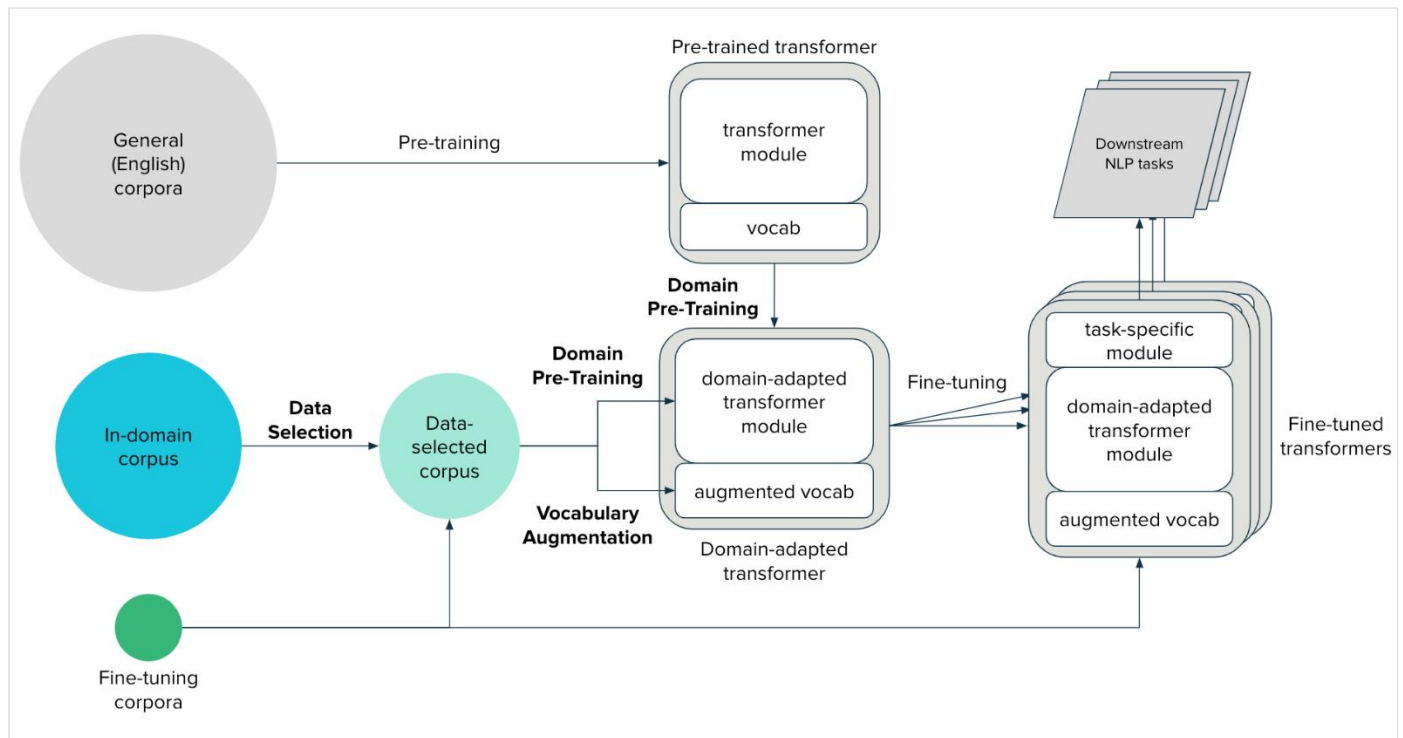 Pre-trained transformer
General
(English)
corpora
Pre-training
transformer
module
vocab
Downstream
NLP tasks
Domain
Pre-Training
In-domain
corpus
Data
Selection
Data-
selected
corpus
Domain
Pre-Training
Vocabulary
Augmentation
domain-adapted
transformer
module
augmented vocab
Domain-adapted
transformer
Fine-tuning
task-specific
module
domain-adapted
transformer
module
augmented vocab
Fine-tuned
transformers
Fine-tuning
corpora